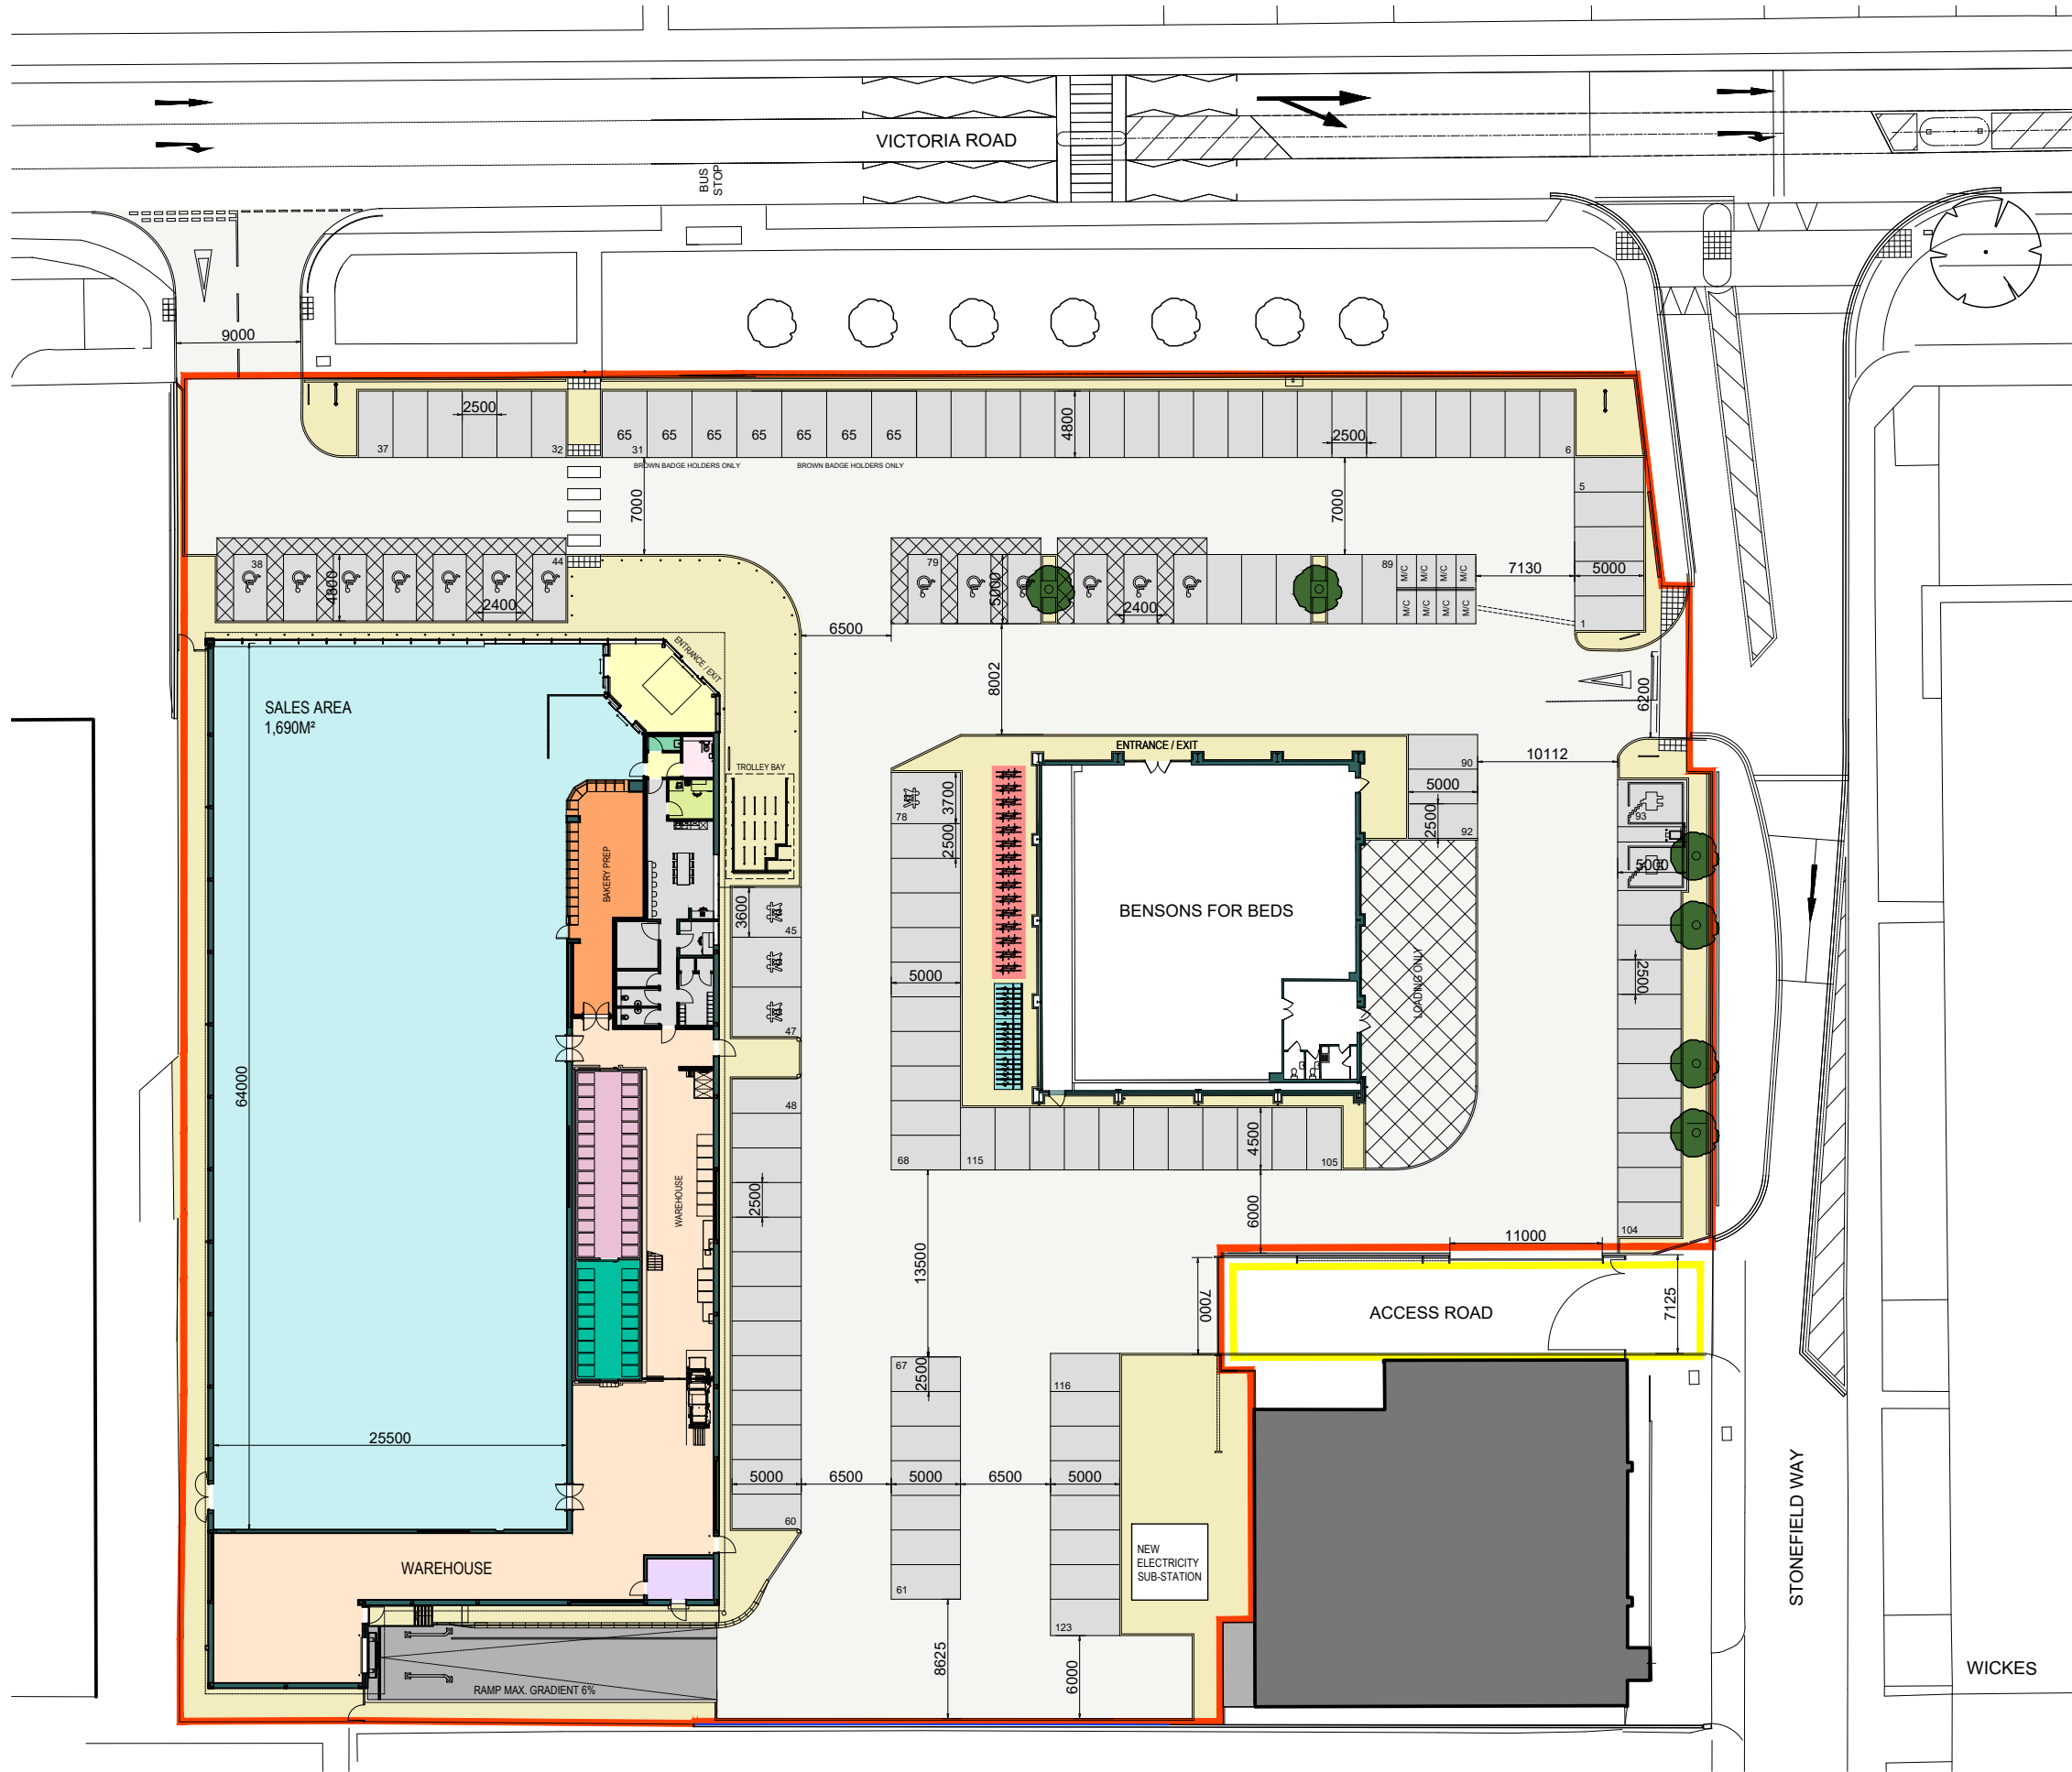 VICTORIA ROAD
BUS
STOP
9000
2500
4800
2500
65 65 65 65 65 65 65
37
32
31
6
BROWN BADGE HOLDERS ONLY
BROWN BADGE HOLDERS ONLY
7000
7000
5
38
4800
44
2400
79
5000
2400
89
M/C M/C M/C M/C
M/C M/C M/C M/C
7130
5000
1
6500
8002
6200
ENTRANCE / EXIT
SALES AREA
1,690M²
TROLLEY BAY
ENTRANCE / EXIT
90
10112
5000
2500
92
78
3700
2500
93
5000
BAKERY PREP
3600
45
47
BENSONS FOR BEDS
LOADING ONLY
5000
2500
64000
48
WAREHOUSE
2500
68
115
4500
105
6000
104
11000
13500
7000
ACCESS ROAD
7125
67
2500
116
25500
5000
6500
5000
6500
5000
60
WAREHOUSE
61
NEW
ELECTRICITY
SUB-STATION
123
8625
6000
RAMP MAX. GRADIENT 6%
STONEFIELD WAY
WICKES